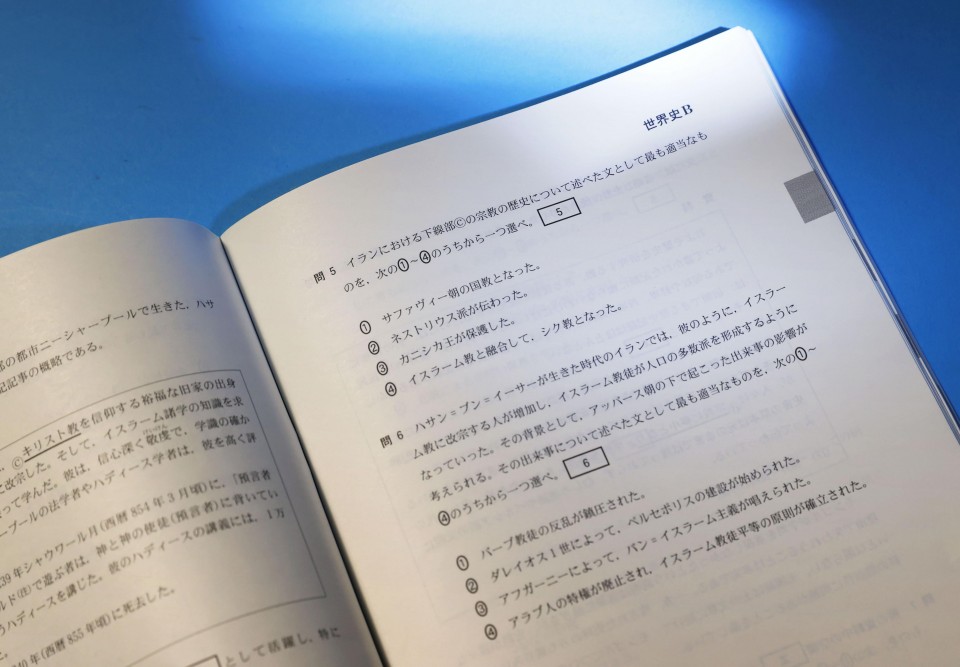 部の都市ニーシャープールで生きた，ハサ
記記事の概略である。
Ⓒキリスト教を信仰する裕福な旧家の出身
に改宗した。そして，イスラーム諸学の知識を求
って学んだ。彼は，信心深く敬虔で，学識の確か
ープールの法学者やハディース学者は，彼を高く評
239年シャウワール月(西暦854年3月頃)に，「預言者
ルド(注)で遊ぶ者は，神と神の使徒(預言者)に背いてい
うハディースを講じた。彼のハディースの講義には，1万
240年(西暦855年頃)に死去した。
として活躍し，特に
世界史B
問5 イランにおける下線部Ⓒの宗教の歴史について述べた文として最も適当なも
のを，次の①～④のうちから一つ選べ。 5
① サファヴィー朝の国教となった。
② ネストリウス派が伝わった。
③ カニシカ王が保護した。
④ イスラーム教と融合して，シク教となった。
問6 ハサン＝ブン＝イーサーが生きた時代のイランでは，彼のように，イスラー
ム教に改宗する人が増加し，イスラーム教徒が人口の多数派を形成するように
なっていった。その背景として，アッバース朝の下で起こった出来事の影響が
考えられる。その出来事について述べた文として最も適当なものを，次の①～
④のうちから一つ選べ。 6
① バーブ教徒の反乱が鎮圧された。
② ダレイオス1世によって，ペルセポリスの建設が始められた。
③ アフガーニーによって，パン＝イスラーム主義が唱えられた。
④ アラブ人の特権が廃止され，イスラーム教徒平等の原則が確立された。